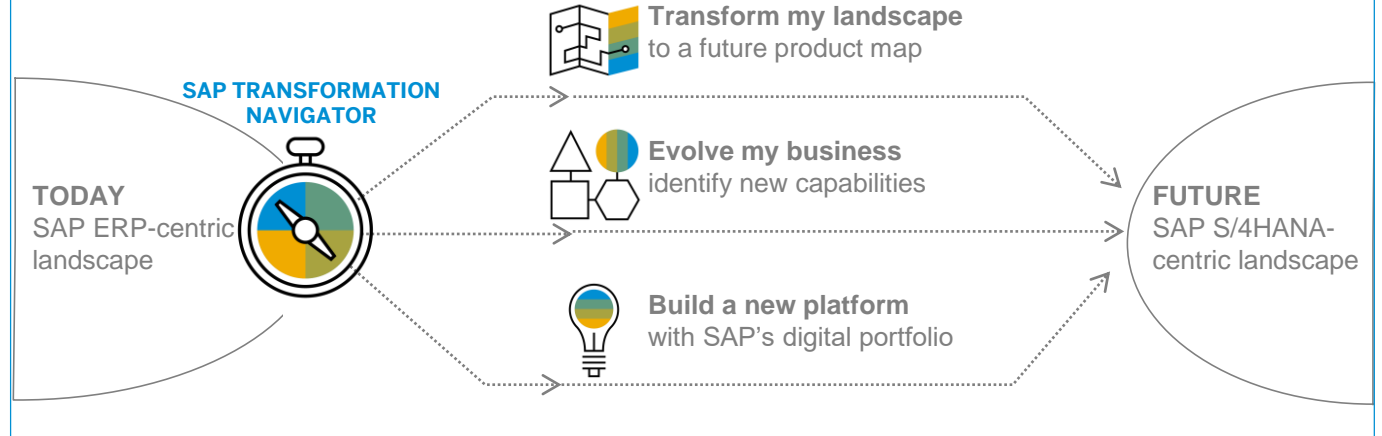 Transform my landscape
to a future product map
SAP TRANSFORMATION
NAVIGATOR
Evolve my business
identify new capabilities
TODAY
SAP ERP-centric
landscape
FUTURE
SAP S/4HANA-
centric landscape
Build a new platform
with SAP’s digital portfolio